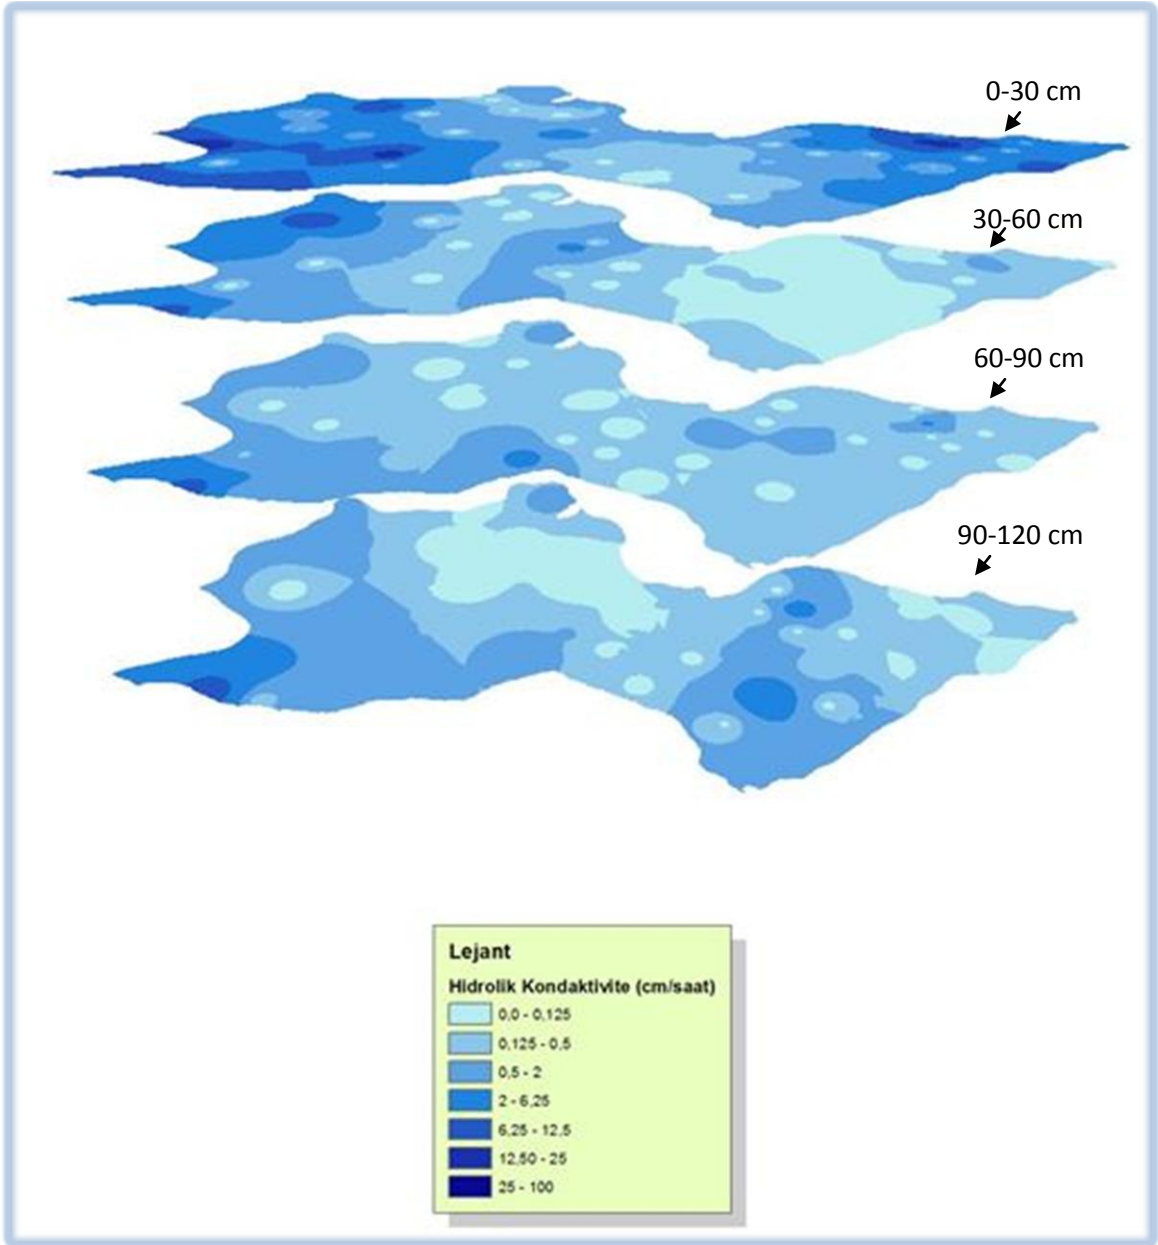 0-30 cm
30-60 cm
60-90 cm
90-120 cm
Lejant
Hidrolik Kondaktivite (cm/saat)
0,0 - 0,125
0,125 - 0,5
0,5 - 2
2 - 6,25
6,25 - 12,5
12,50 - 25
25 - 100